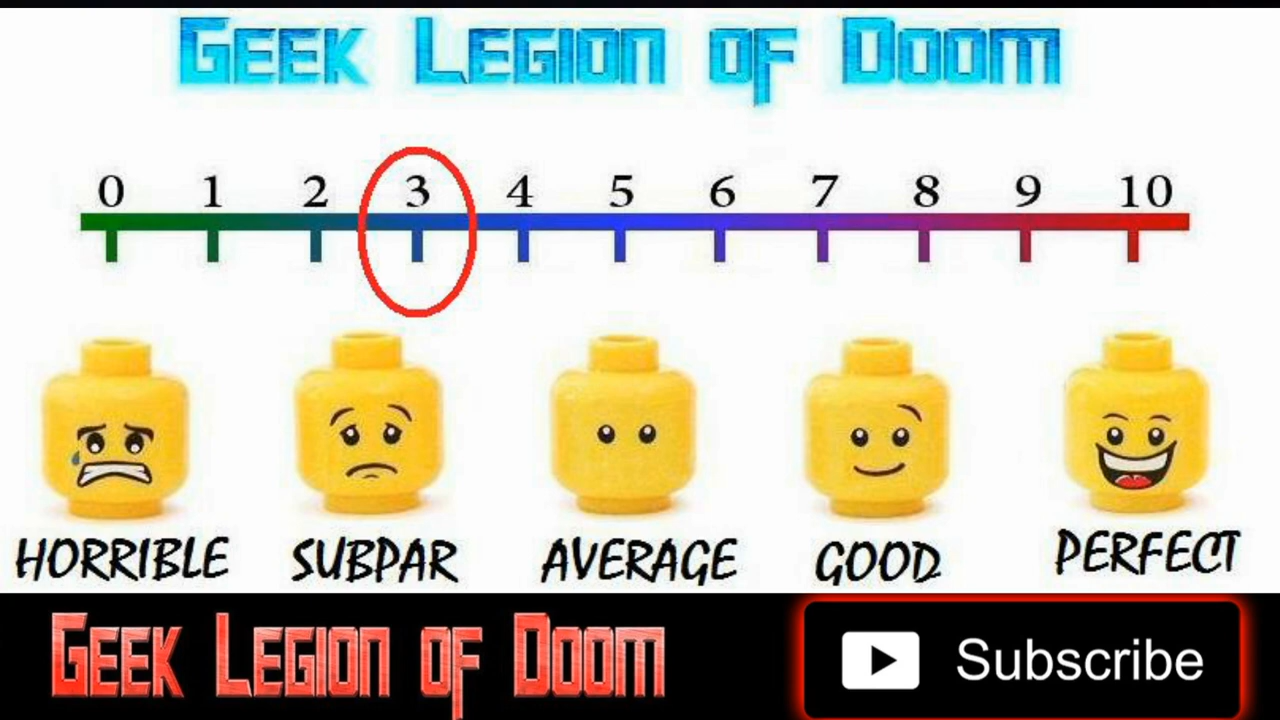 Geek Legion of Doom
0 1 2 3 4 5 6 7 8 9 10
HORRIBLE SUBPAR AVERAGE GOOD PERFECT
Geek Legion of Doom
Subscribe